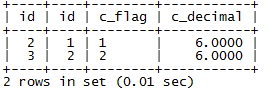 +----+----+--------+-----------+
| id | id | c_flag | c_decimal |
+----+----+--------+-----------+
| 2 | 1 | 1 | 6.0000 |
| 3 | 2 | 2 | 6.0000 |
+----+----+--------+-----------+
2 rows in set (0.01 sec)